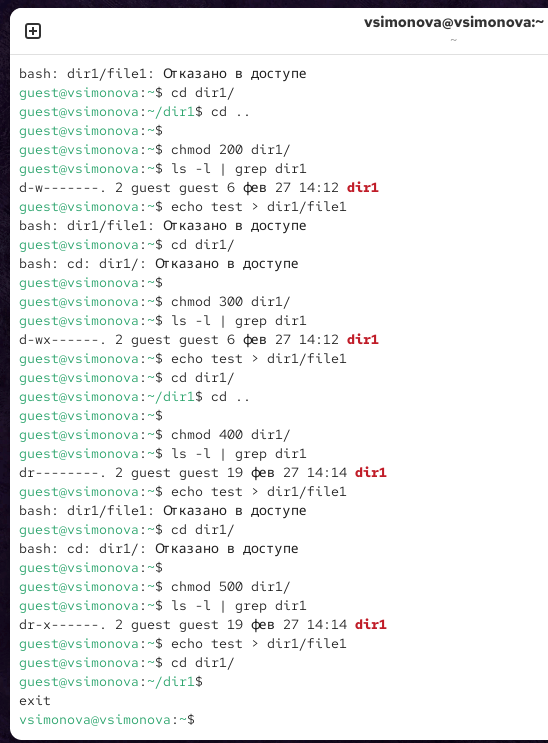 vsimonova@vsimonova:~
~
bash: dir1/file1: Отказано в доступе
guest@vsimonova:~$ cd dir1/
guest@vsimonova:~/dir1$ cd ..
guest@vsimonova:~$
guest@vsimonova:~$ chmod 200 dir1/
guest@vsimonova:~$ ls -l | grep dir1
d-w-------. 2 guest guest 6 фев 27 14:12 dir1
guest@vsimonova:~$ echo test > dir1/file1
bash: dir1/file1: Отказано в доступе
guest@vsimonova:~$ cd dir1/
bash: cd: dir1/: Отказано в доступе
guest@vsimonova:~$
guest@vsimonova:~$ chmod 300 dir1/
guest@vsimonova:~$ ls -l | grep dir1
d-wx------. 2 guest guest 6 фев 27 14:12 dir1
guest@vsimonova:~$ echo test > dir1/file1
guest@vsimonova:~$ cd dir1/
guest@vsimonova:~/dir1$ cd ..
guest@vsimonova:~$
guest@vsimonova:~$ chmod 400 dir1/
guest@vsimonova:~$ ls -l | grep dir1
dr--------. 2 guest guest 19 фев 27 14:14 dir1
guest@vsimonova:~$ echo test > dir1/file1
bash: dir1/file1: Отказано в доступе
guest@vsimonova:~$ cd dir1/
bash: cd: dir1/: Отказано в доступе
guest@vsimonova:~$
guest@vsimonova:~$ chmod 500 dir1/
guest@vsimonova:~$ ls -l | grep dir1
dr-x------. 2 guest guest 19 фев 27 14:14 dir1
guest@vsimonova:~$ echo test > dir1/file1
guest@vsimonova:~$ cd dir1/
guest@vsimonova:~/dir1$
exit
vsimonova@vsimonova:~$